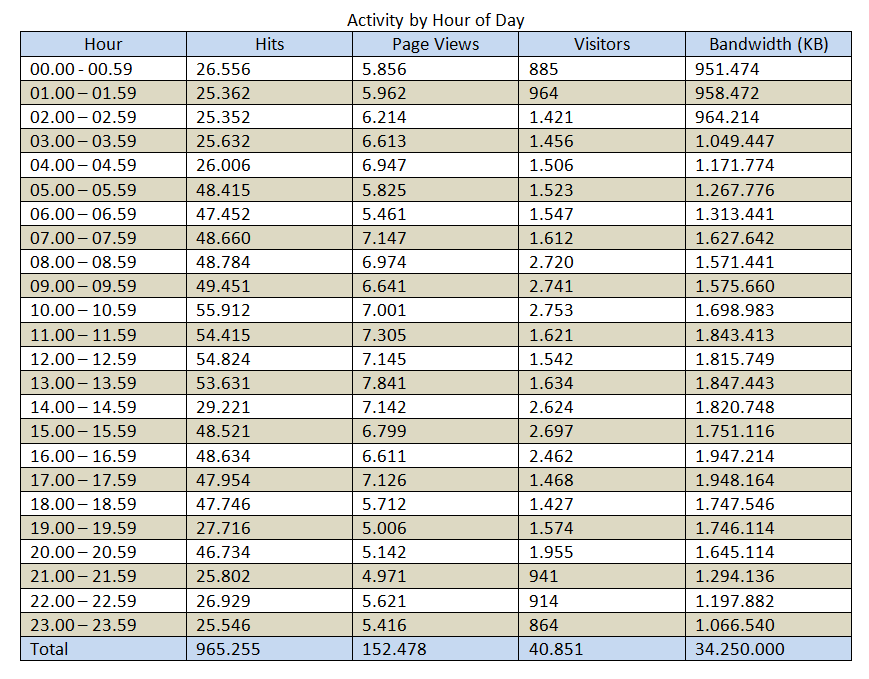 Activity by Hour of Day
Hour Hits Page Views Visitors Bandwidth (KB)
00.00 - 00.59 26.556 5.856 885 951.474
01.00 – 01.59 25.362 5.962 964 958.472
02.00 – 02.59 25.352 6.214 1.421 964.214
03.00 – 03.59 25.632 6.613 1.456 1.049.447
04.00 – 04.59 26.006 6.947 1.506 1.171.774
05.00 – 05.59 48.415 5.825 1.523 1.267.776
06.00 – 06.59 47.452 5.461 1.547 1.313.441
07.00 – 07.59 48.660 7.147 1.612 1.627.642
08.00 – 08.59 48.784 6.974 2.720 1.571.441
09.00 – 09.59 49.451 6.641 2.741 1.575.660
10.00 – 10.59 55.912 7.001 2.753 1.698.983
11.00 – 11.59 54.415 7.305 1.621 1.843.413
12.00 – 12.59 54.824 7.145 1.542 1.815.749
13.00 – 13.59 53.631 7.841 1.634 1.847.443
14.00 – 14.59 29.221 7.142 2.624 1.820.748
15.00 – 15.59 48.521 6.799 2.697 1.751.116
16.00 – 16.59 48.634 6.611 2.462 1.947.214
17.00 – 17.59 47.954 7.126 1.468 1.948.164
18.00 – 18.59 47.746 5.712 1.427 1.747.546
19.00 – 19.59 27.716 5.006 1.574 1.746.114
20.00 – 20.59 46.734 5.142 1.955 1.645.114
21.00 – 21.59 25.802 4.971 941 1.294.136
22.00 – 22.59 26.929 5.621 914 1.197.882
23.00 – 23.59 25.546 5.416 864 1.066.540
Total 965.255 152.478 40.851 34.250.000